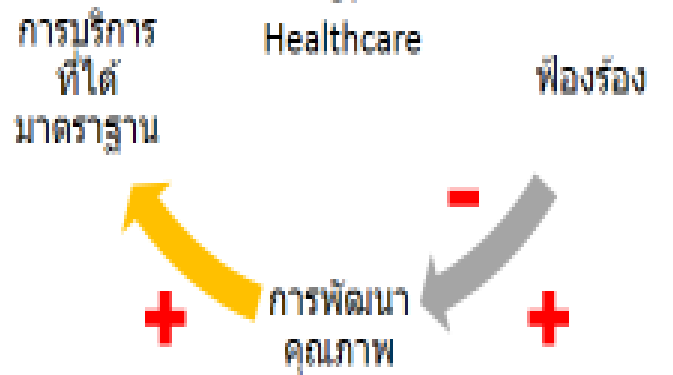 การบริการ
ที่ได้
มาตราฐาน
Healthcare
ฟ้องร้อง
-
+
การพัฒนา
คุณภาพ
+